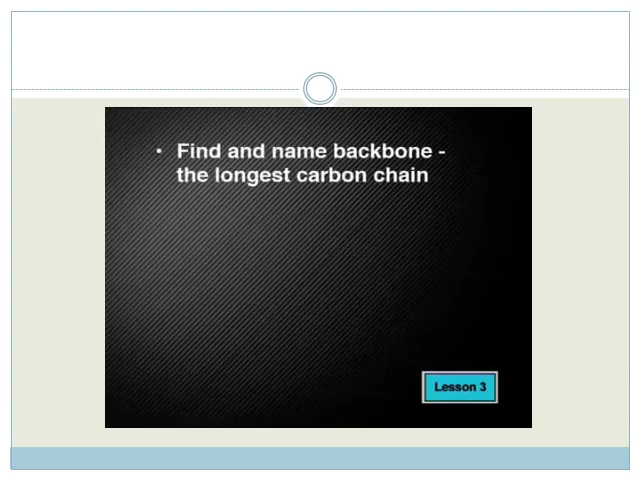 • Find and name backbone -
the longest carbon chain
Lesson 3